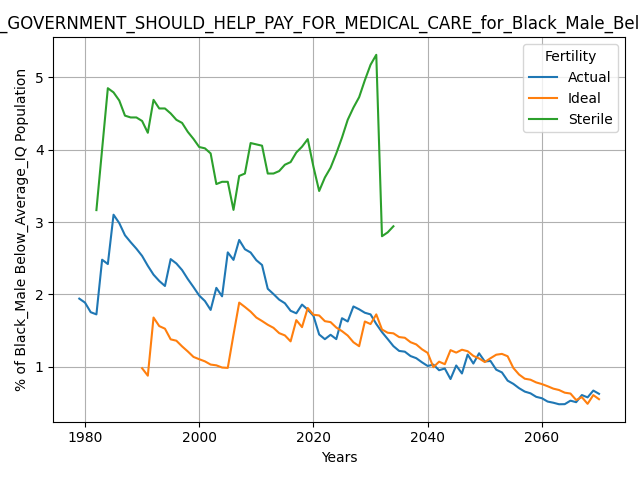 _GOVERNMENT_SHOULD_HELP_PAY_FOR_MEDICAL_CARE_for_Black_Male_Bel
% of Black_Male Below_Average_IQ Population
5
4
3
2
1
Fertility
Actual
Ideal
Sterile
1980
2000
2020
2040
2060
Years